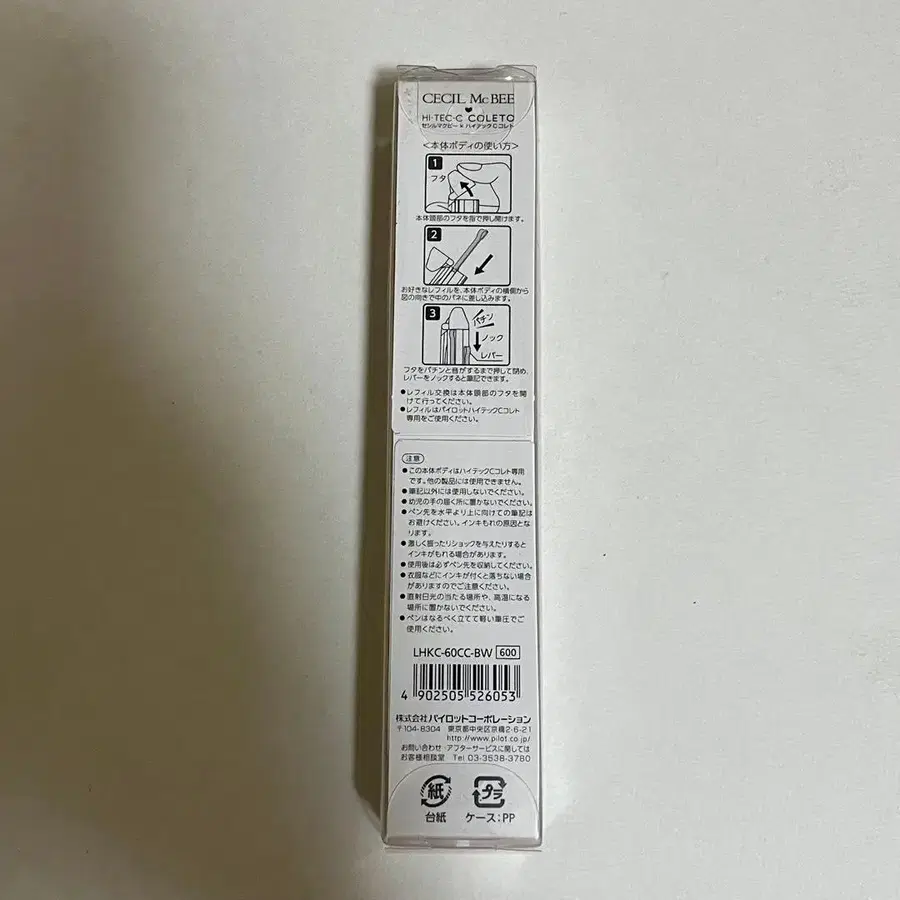 CECIL McBEE
HI-TEC-C COLETO
セシルマクビー × ハイテックCコレト
<本体ボディの使い方>
1
フタ
本体頭部のフタを指で押し開けます。
2
お好きなレフィルを、本体ボディの横側から
図の向きで中のバネに差し込みます。
3
パチン
ノック
レバー
フタをパチンと音がするまで押して閉め、
レバーをノックすると筆記できます。
●レフィル交換は本体頭部のフタを開
けて行ってください。
●レフィルはパイロットハイテックCコレト
専用をご使用ください。
注意
●この本体ボディはハイテックCコレト専用
です。他の製品には使用できません。
●筆記以外には使用しないでください。
●幼児の手の届く所に置かないでください。
●ペン先を水平より上に向けての筆記は
お避けください。インキもれの原因とな
ります。
●激しく振ったりショックを与えたりすると
インキがもれる場合があります。
●使用後は必ずペン先を収納してください。
●衣服などにインキが付くと落ちない場合
がありますのでご注意ください。
●直射日光の当たる場所や、高温になる
場所に置かないでください。
●ペンはなるべく立てて軽い筆圧でご
使用ください。
LHKC-60CC-BW 600
4 902505 526053
株式会社パイロットコーポレーション
〒104-8304 東京都中央区京橋2-6-21
http://www.pilot.co.jp/
お問い合わせ・アフターサービスに関しては
お客様相談室 Tel 03-3538-3780
紙 プラ
台紙 ケース:PP